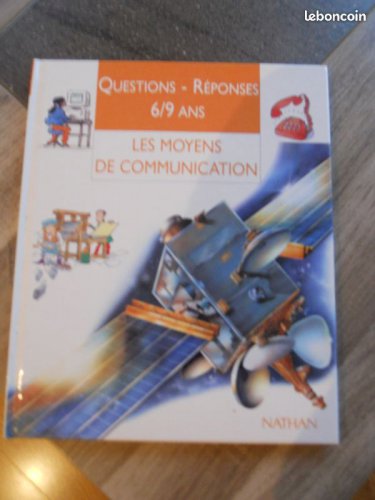 leboncoin
QUESTIONS - RÉPONSES
6/9 ANS
LES MOYENS
DE COMMUNICATION
NATHAN